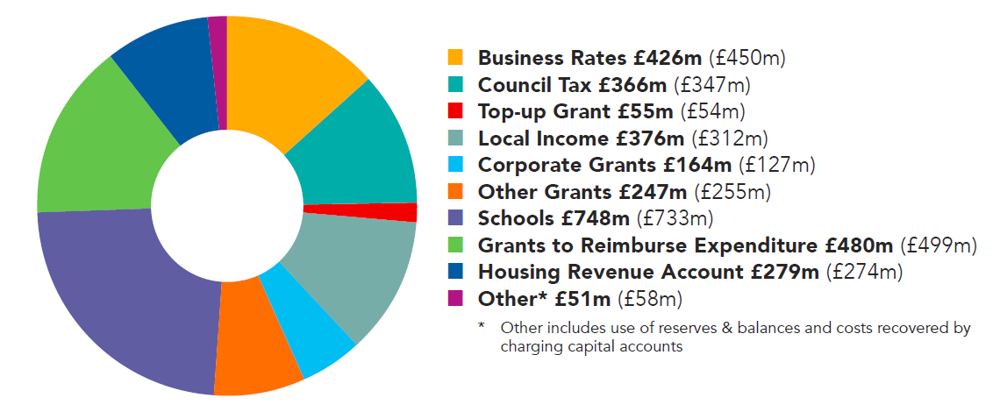 Business Rates £426m (£450m)
Council Tax £366m (£347m)
Top-up Grant £55m (£54m)
Local Income £376m (£312m)
Corporate Grants £164m (£127m)
Other Grants £247m (£255m)
Schools £748m (£733m)
Grants to Reimburse Expenditure £480m (£499m)
Housing Revenue Account £279m (£274m)
Other* £51m (£58m)
* Other includes use of reserves & balances and costs recovered by
charging capital accounts